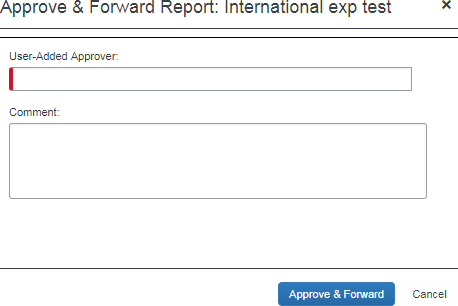 Approve & Forward Report: International exp test ×
User-Added Approver:
Comment:
Approve & Forward Cancel